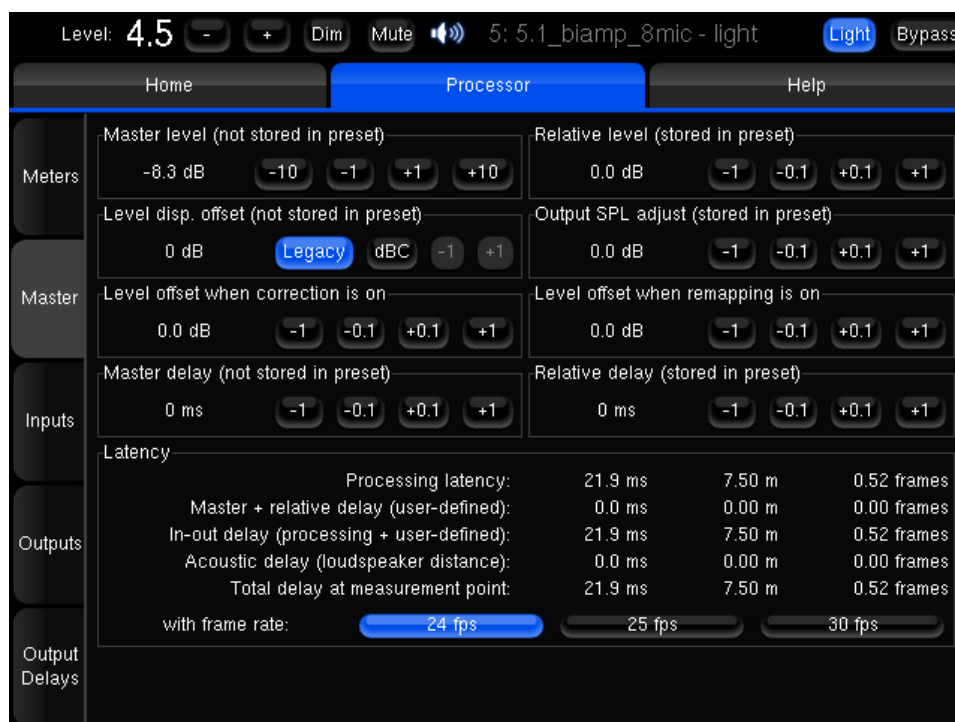 Level: 4.5 - + Dim Mute 5: 5.1_biamp_8mic - light Light Bypass
Home Processor Help
Meters
Master
Inputs
Outputs
Output
Delays
Master level (not stored in preset)
-8.3 dB -10 -1 +1 +10
Relative level (stored in preset)
0.0 dB -1 -0.1 +0.1 +1
Level disp. offset (not stored in preset)
0 dB Legacy dBC -1 +1
Output SPL adjust (stored in preset)
0.0 dB -1 -0.1 +0.1 +1
Level offset when correction is on
0.0 dB -1 -0.1 +0.1 +1
Level offset when remapping is on
0.0 dB -1 -0.1 +0.1 +1
Master delay (not stored in preset)
0 ms -1 -0.1 +0.1 +1
Relative delay (stored in preset)
0 ms -1 -0.1 +0.1 +1
Latency
Processing latency: 21.9 ms 7.50 m 0.52 frames
Master + relative delay (user-defined): 0.0 ms 0.00 m 0.00 frames
In-out delay (processing + user-defined): 21.9 ms 7.50 m 0.52 frames
Acoustic delay (loudspeaker distance): 0.0 ms 0.00 m 0.00 frames
Total delay at measurement point: 21.9 ms 7.50 m 0.52 frames
with frame rate: 24 fps 25 fps 30 fps